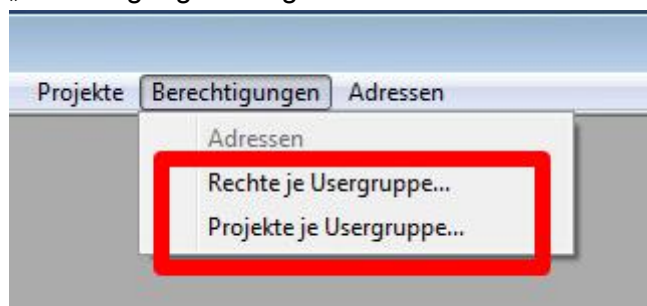 Projekte Berechtigungen Adressen
Adressen
Rechte je Usergruppe...
Projekte je Usergruppe...